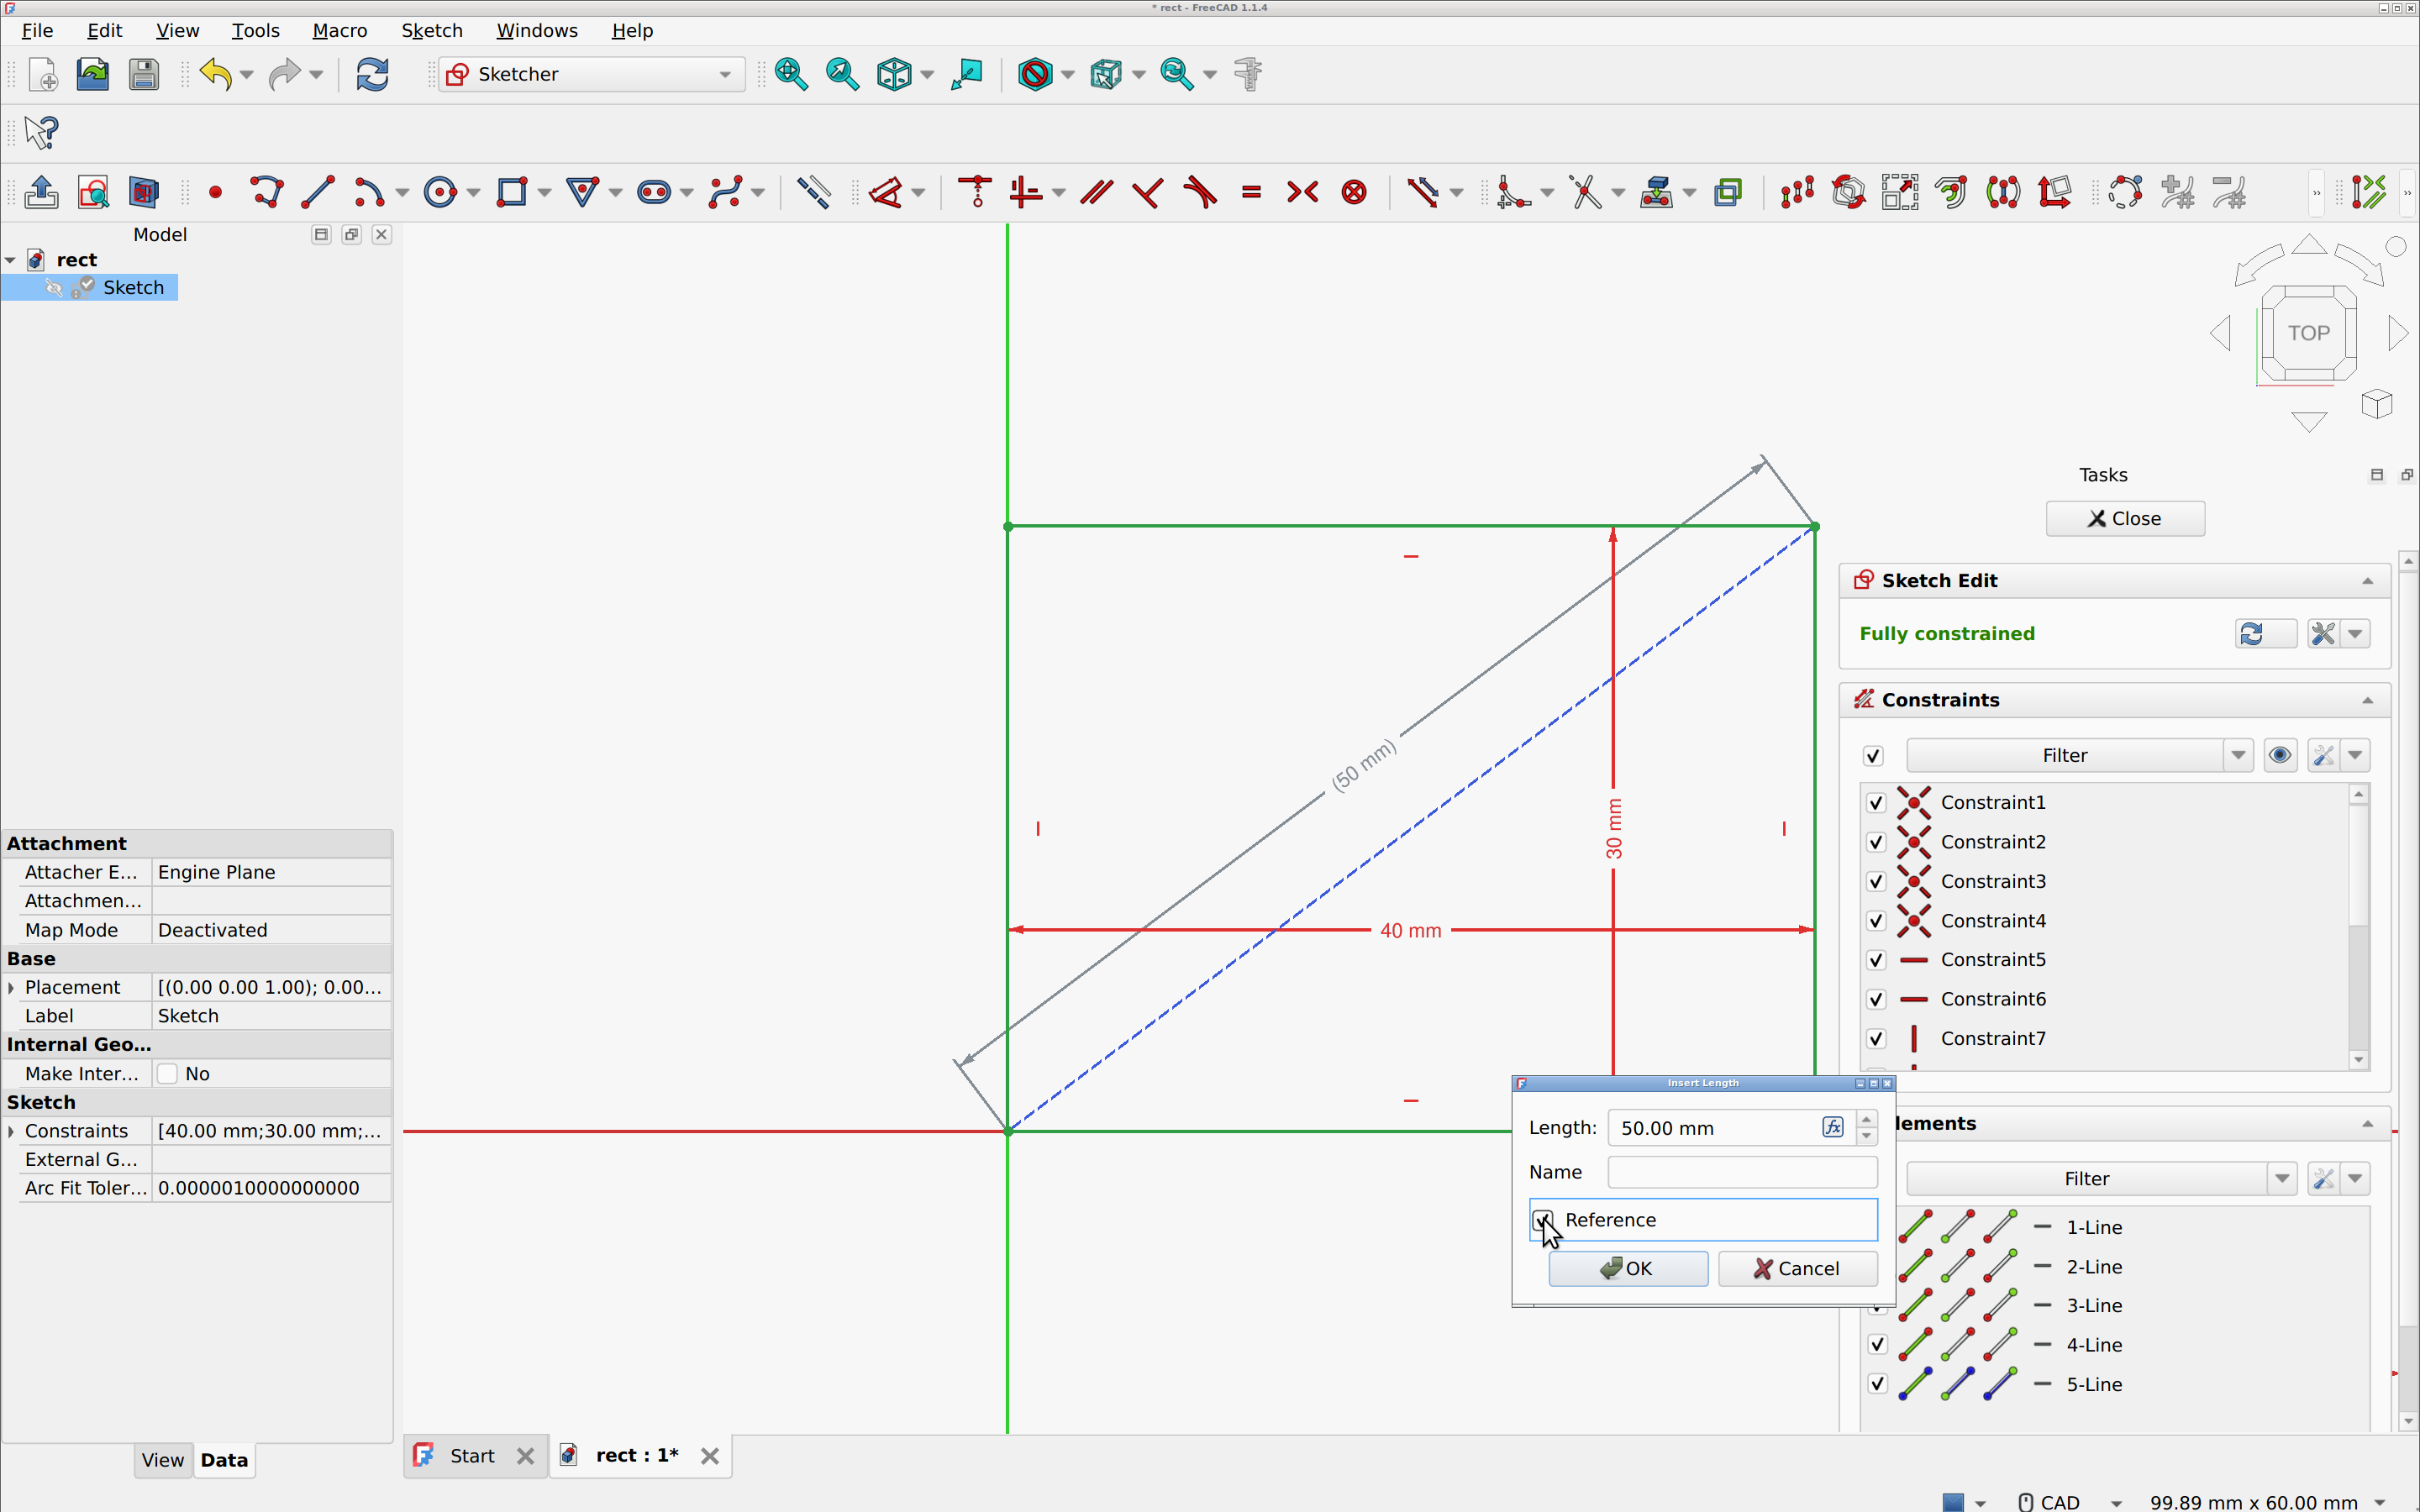 * rect - FreeCAD 1.1.4
File Edit View Tools Macro Sketch Windows Help
Sketcher
Model
rect
Sketch
TOP
Tasks
Close
Sketch Edit
Fully constrained
Constraints
Filter
Constraint1
Constraint2
Constraint3
Constraint4
Constraint5
Constraint6
Constraint7
(50 mm)
30 mm
40 mm
Attachment
Attacher E... Engine Plane
Attachmen...
Map Mode Deactivated
Base
Placement [(0.00 0.00 1.00); 0.00...
Label Sketch
Internal Geo...
Make Inter... No
Sketch
Constraints [40.00 mm;30.00 mm;...
External G...
Arc Fit Toler... 0.0000010000000000
Insert Length
Length: 50.00 mm
Name
Reference
OK Cancel
lements
Filter
1-Line
2-Line
3-Line
4-Line
5-Line
View Data
Start rect : 1*
CAD 99.89 mm x 60.00 mm